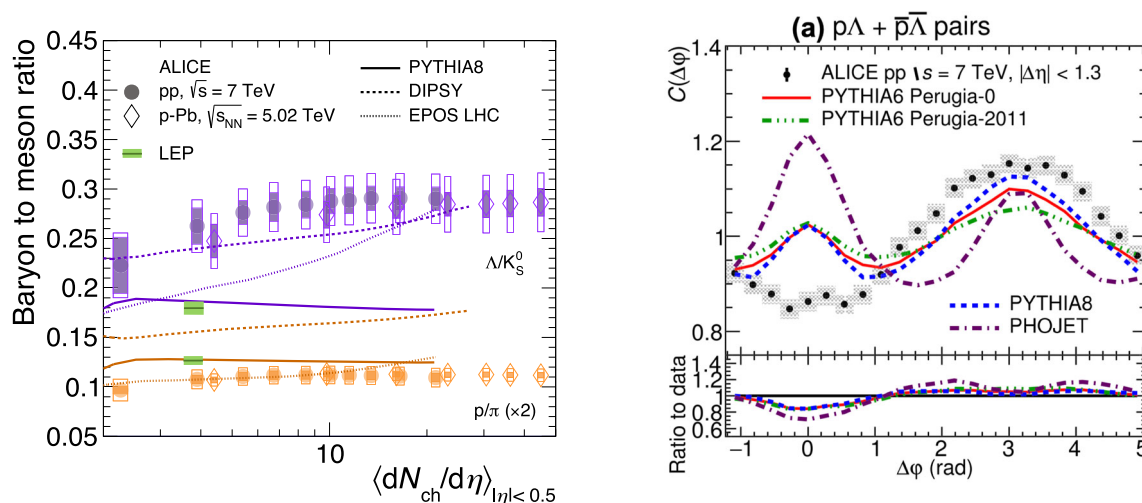 0.45
0.4
0.35
0.3
0.25
0.2
0.15
0.1
0.05
Baryon to meson ratio
ALICE
pp, √s = 7 TeV
p-Pb, √s_NN = 5.02 TeV
LEP
PYTHIA8
DIPSY
EPOS LHC
Λ/K⁰_S
p/π (×2)
10
⟨dN_ch/dη⟩_|η|< 0.5
(a) pΛ + p̅Λ̅ pairs
C(Δφ)
1.4
1.2
1.0
0.8
ALICE pp √s = 7 TeV, |Δη| < 1.3
PYTHIA6 Perugia-0
PYTHIA6 Perugia-2011
PYTHIA8
PHOJET
Ratio to data
1.4
1.2
1
0.8
0.6
−1 0 1 2 3 4 5
Δφ (rad)